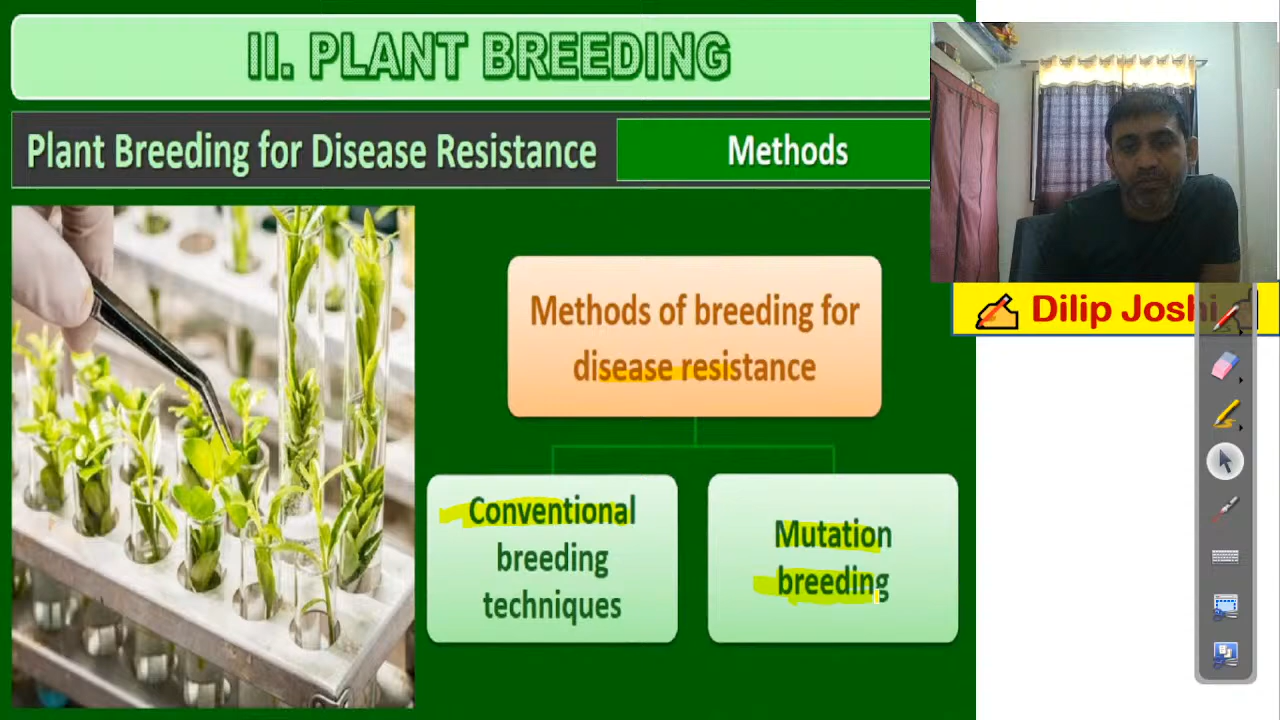 II. PLANT BREEDING
Plant Breeding for Disease Resistance
Methods
Methods of breeding for
disease resistance
Conventional
breeding
techniques
Mutation
breeding
Dilip Joshi